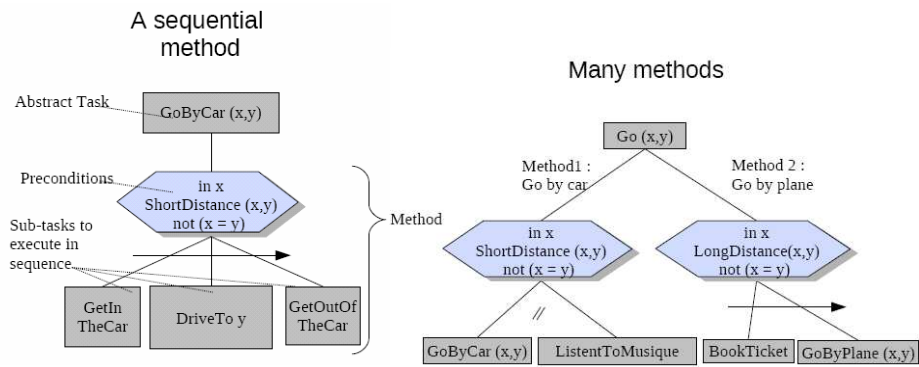 A sequential
method
Abstract Task
GoByCar (x,y)
Preconditions
in x
ShortDistance (x,y)
not (x = y)
Sub-tasks to
execute in
sequence
Method
GetIn
TheCar
DriveTo y
GetOutOf
TheCar
Many methods
Go (x,y)
Method1 :
Go by car
Method 2 :
Go by plane
in x
ShortDistance (x,y)
not (x = y)
in x
LongDistance(x,y)
not (x = y)
//
GoByCar (x,y)
ListentToMusique
BookTicket
GoByPlane (x,y)